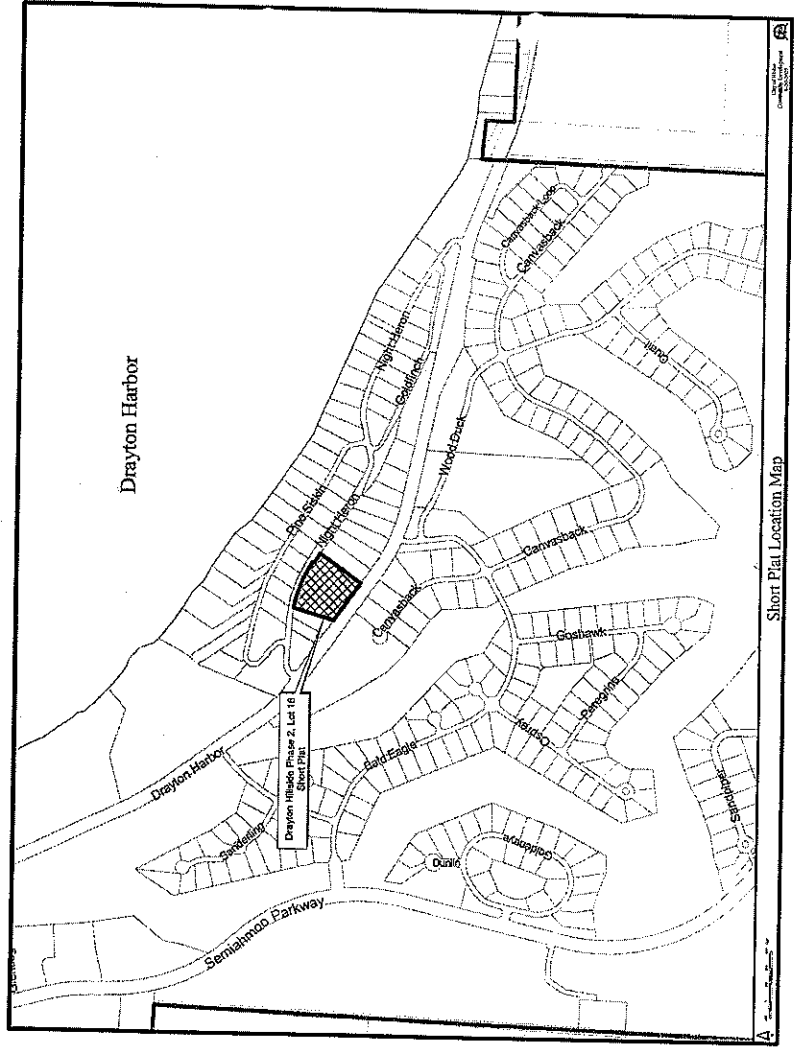 Drayton Harbor
Night Heron
Goldfinch
Pine Siskin
Night Heron
Canvasback Loop
Canvasback
Quail
Wood Duck
Canvasback
Canvasback
Goshawk
Peregrine
Osprey
Drayton Harbor
Drayton Hillside Phase 2, Lot 16
Short Plat
Bald Eagle
Sanderling
Dunlin
Goldeneye
Sandpiper
Semiahmoo Parkway
Short Plat Location Map